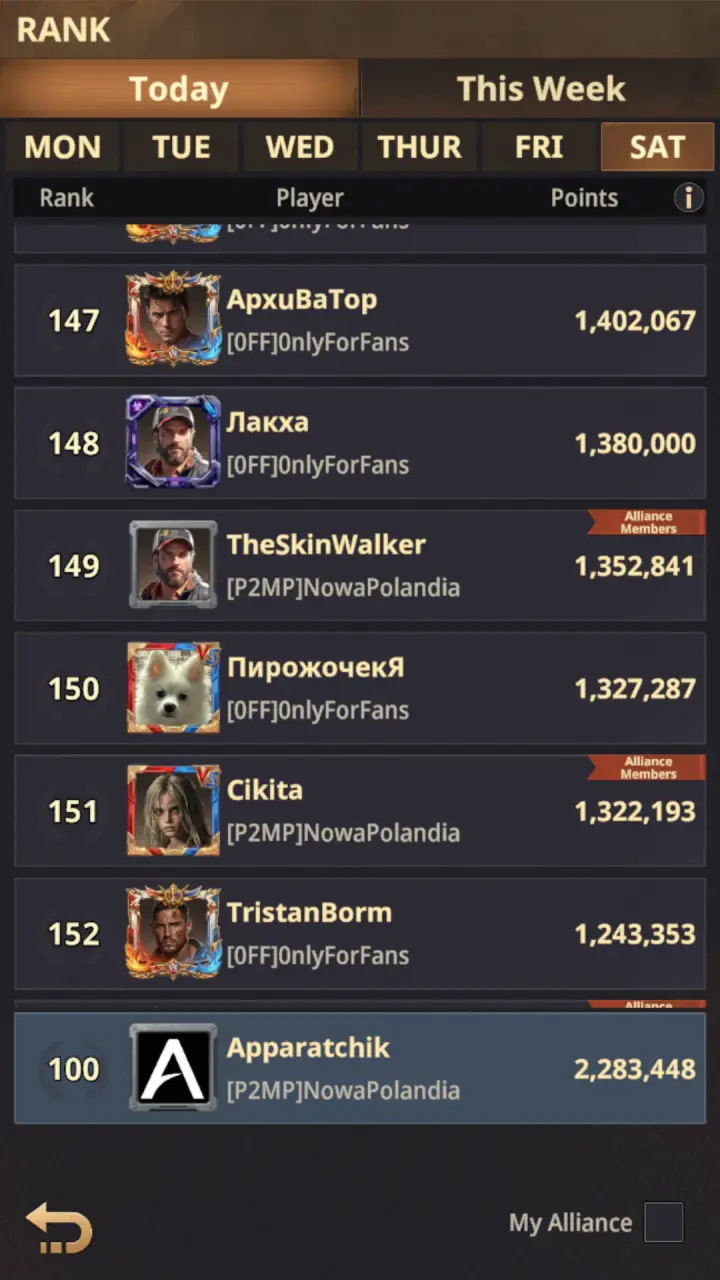 RANK
Today
This Week
MON TUE WED THUR FRI SAT
Rank Player Points
147
АрхиВаТор
[0FF]0nlyForFans
1,402,067
148
Лакха
[0FF]0nlyForFans
1,380,000
Alliance
Members
149
TheSkinWalker
[P2MP]NowaPolandia
1,352,841
150
ПирожочекЯ
[0FF]0nlyForFans
1,327,287
Alliance
Members
151
Cikita
[P2MP]NowaPolandia
1,322,193
152
TristanBorm
[0FF]0nlyForFans
1,243,353
Alliance
100
Apparatchik
[P2MP]NowaPolandia
2,283,448
My Alliance